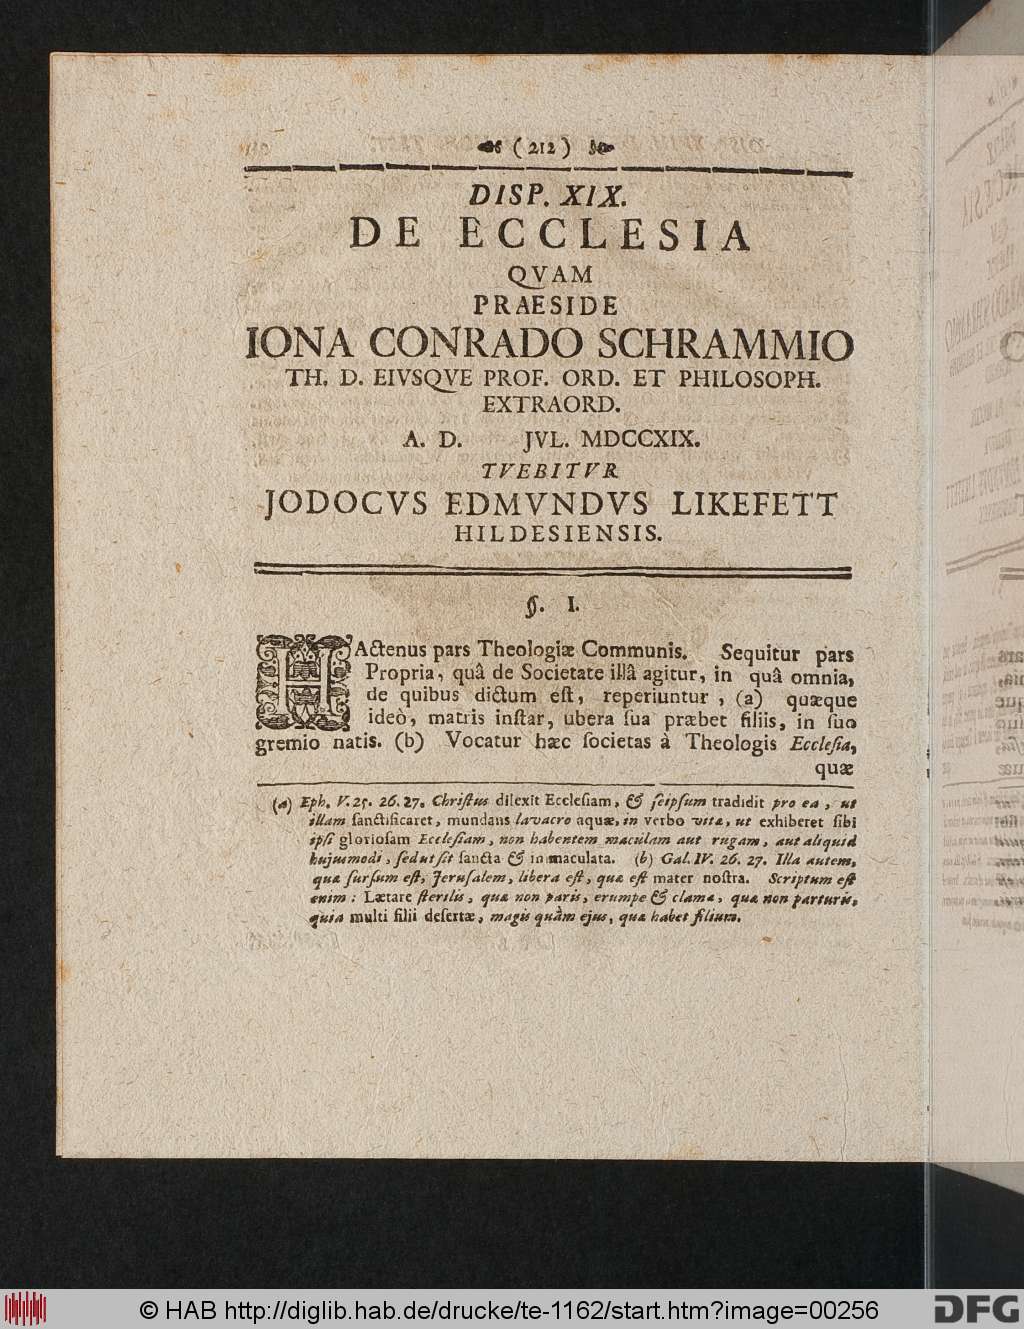 ( 212 )
DISP. XIX.
DE ECCLESIA
QVAM
PRAESIDE
IONA CONRADO SCHRAMMIO
TH. D. EIVSQVE PROF. ORD. ET PHILOSOPH.
EXTRAORD.
A. D. JVL. MDCCXIX.
TVEBITVR
JODOCVS EDMVNDVS LIKEFETT
HILDESIENSIS.
§. I.
HActenus pars Theologiæ Communis. Sequitur pars
Propria, quâ de Societate illâ agitur, in quâ omnia,
de quibus dictum eſt, reperiuntur, (a) quæque
ideò, matris inſtar, ubera ſua præbet filiis, in ſuo
gremio natis. (b) Vocatur hæc ſocietas à Theologis Eccleſia,
quæ
(a) Eph. V. 25. 26. 27. Chriſtus dilexit Eccleſiam, & ſeipſum tradidit pro ea, ut
illam ſanctificaret, mundans lavacro aquæ, in verbo vitæ, ut exhiberet ſibi
ipſi glorioſam Eccleſiam, non habentem maculam aut rugam, aut aliquid
hujusmodi, ſed ut ſit ſancta & immaculata. (b) Gal. IV. 26. 27. Illa autem,
quæ ſurſum eſt, Jeruſalem, libera eſt, quæ eſt mater noſtra. Scriptum eſt
enim: Lætare ſterilis, quæ non paris, erumpe & clama, quæ non parturis,
quia multi filii deſertæ, magis quàm ejus, quæ habet filium.
© HAB http://diglib.hab.de/drucke/te-1162/start.htm?image=00256
DFG